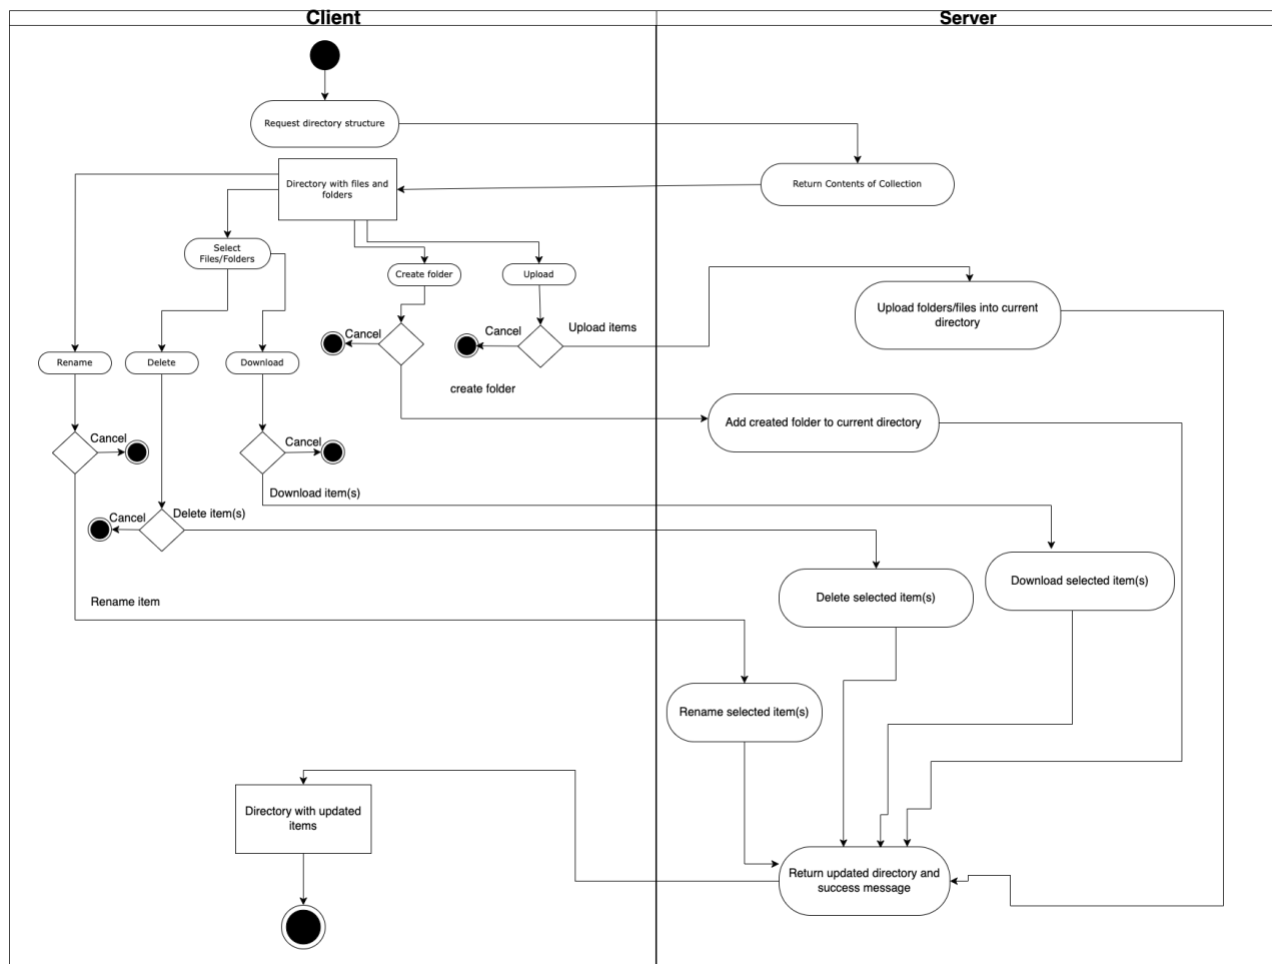 Client
Server
Request directory structure
Return Contents of Collection
Directory with files and
folders
Select
Files/Folders
Create folder
Upload
Upload folders/files into current
directory
Cancel
Cancel
Upload items
Rename
Delete
Download
create folder
Add created folder to current directory
Cancel
Cancel
Download item(s)
Cancel
Delete item(s)
Download selected item(s)
Delete selected item(s)
Rename item
Rename selected item(s)
Directory with updated
items
Return updated directory and
success message